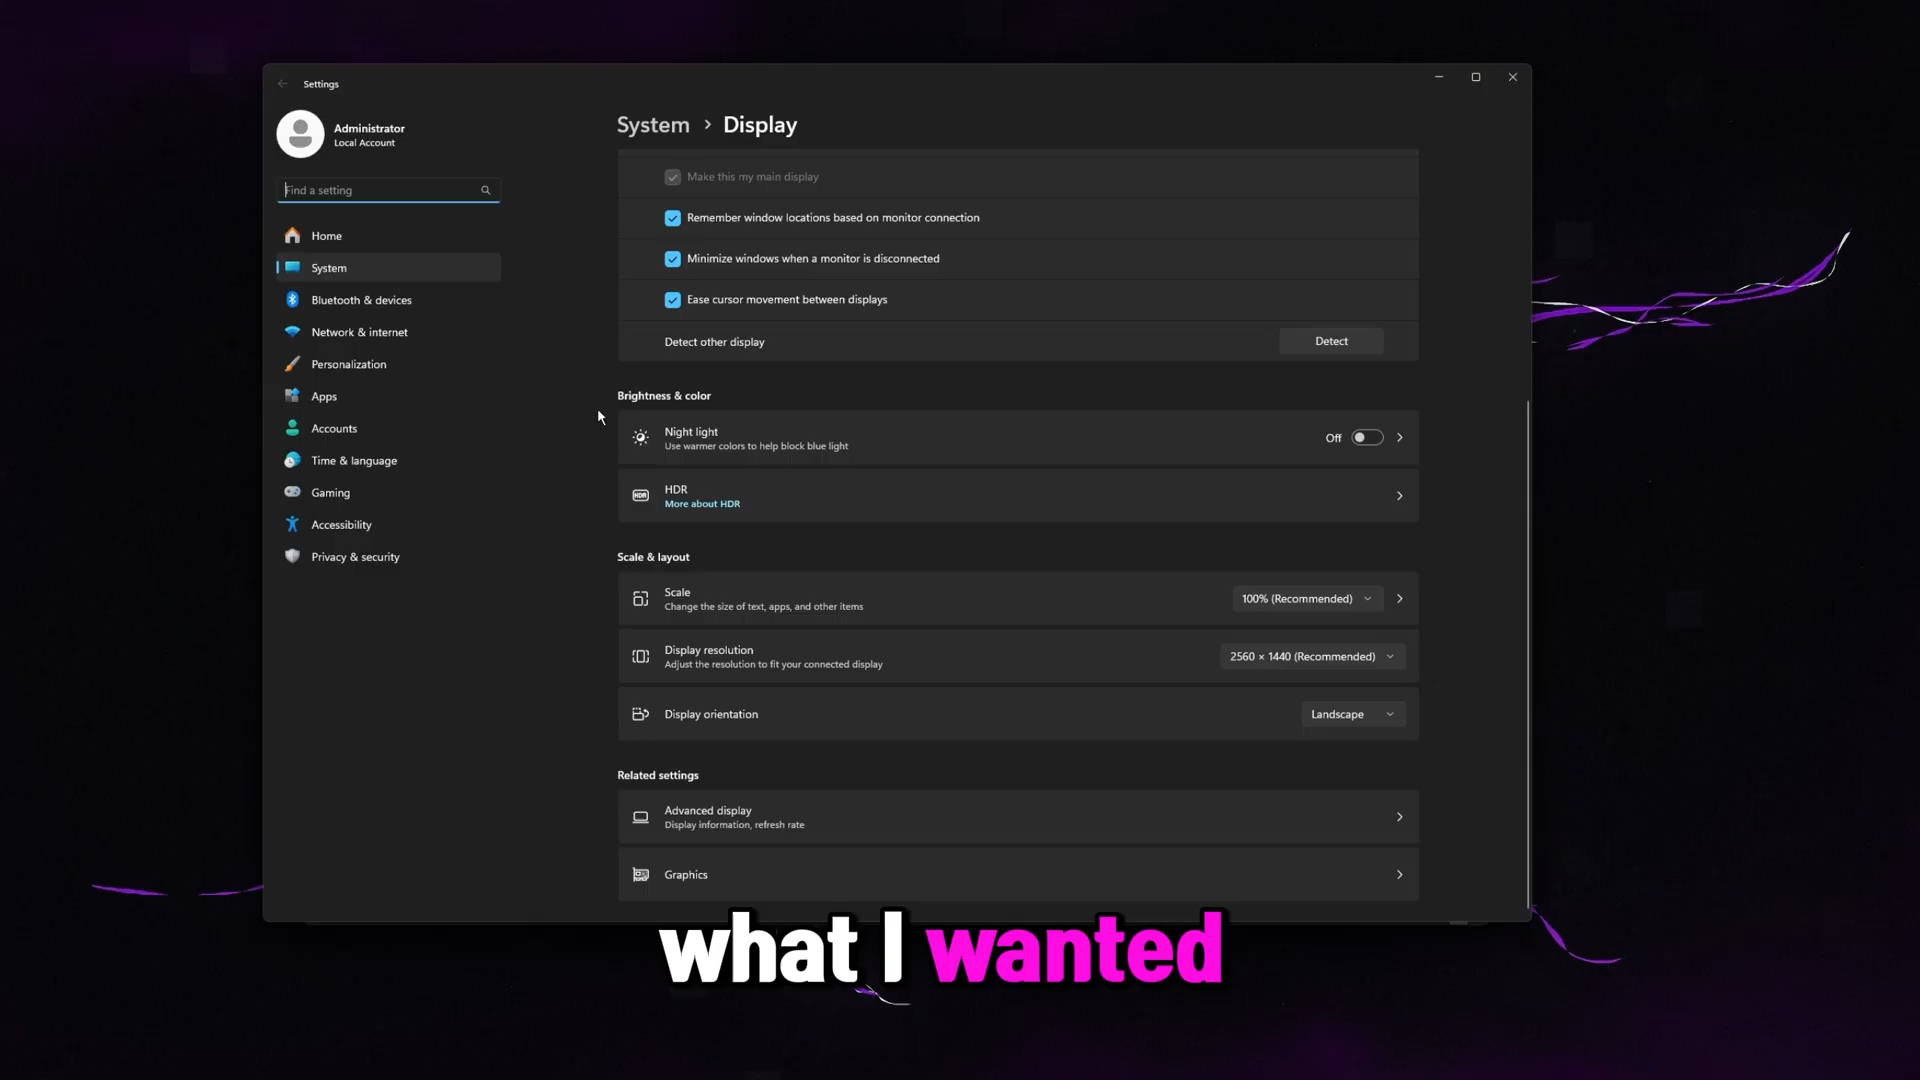 Settings
Administrator
Local Account
Find a setting
Home
System
Bluetooth & devices
Network & internet
Personalization
Apps
Accounts
Time & language
Gaming
Accessibility
Privacy & security
System > Display
Make this my main display
Remember window locations based on monitor connection
Minimize windows when a monitor is disconnected
Ease cursor movement between displays
Detect other display
Detect
Brightness & color
Night light
Use warmer colors to help block blue light
Off
HDR
HDR
More about HDR
Scale & layout
Scale
Change the size of text, apps, and other items
100% (Recommended)
Display resolution
Adjust the resolution to fit your connected display
2560 × 1440 (Recommended)
Display orientation
Landscape
Related settings
Advanced display
Display information, refresh rate
Graphics
what I wanted